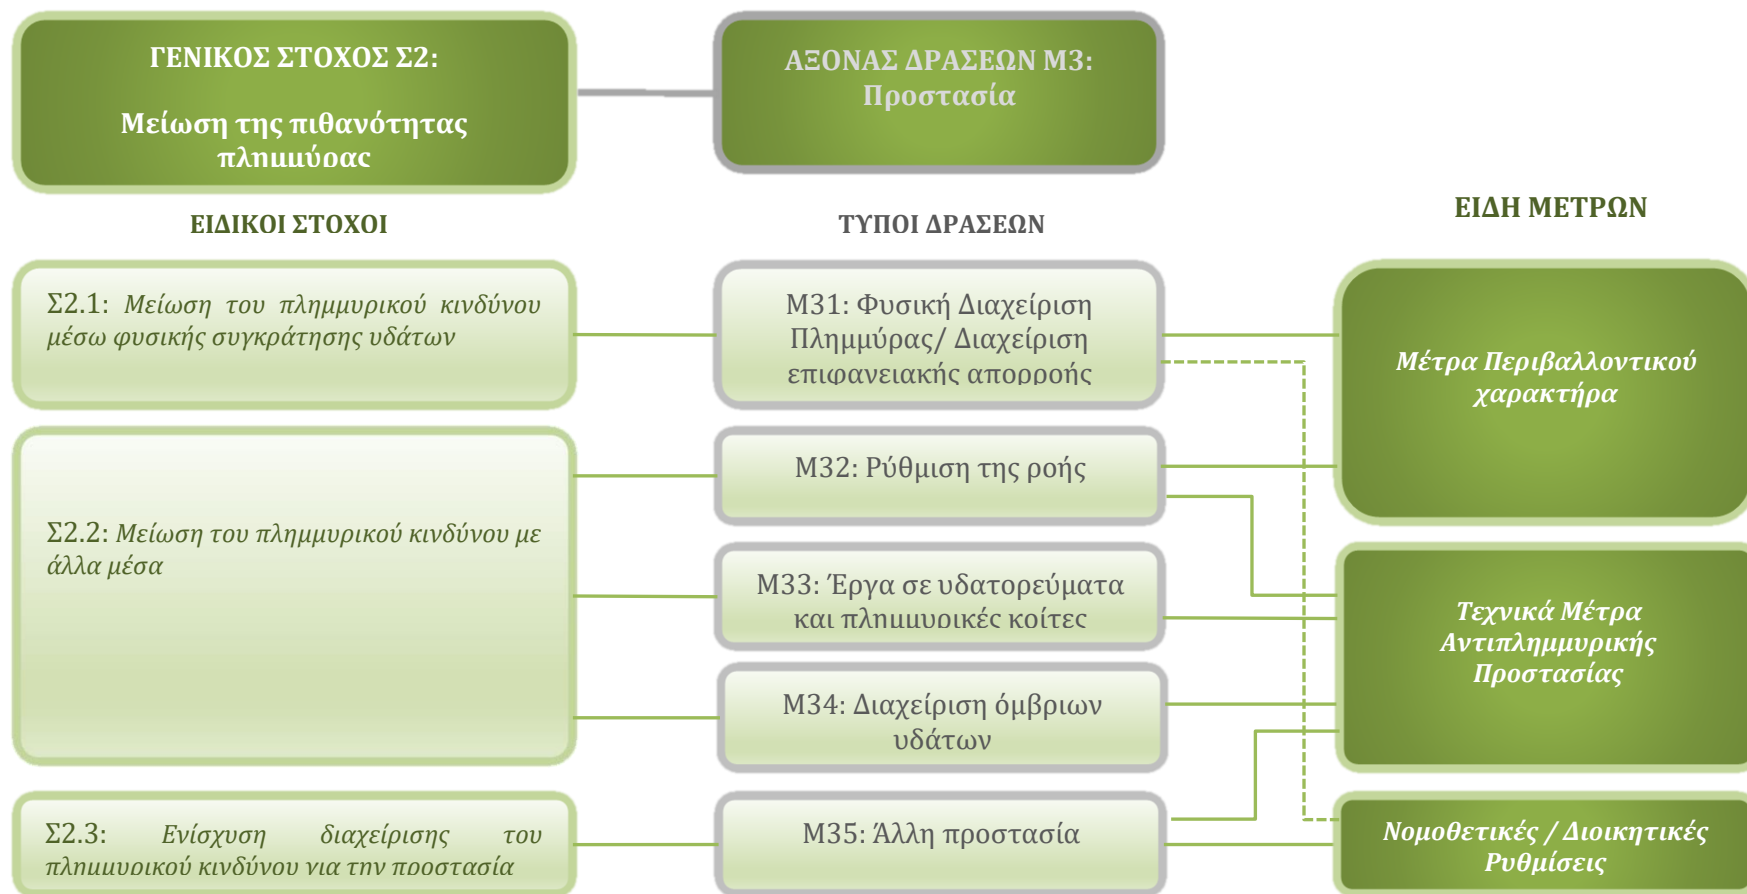 ΓΕΝΙΚΟΣ ΣΤΟΧΟΣ Σ2:
Μείωση της πιθανότητας
πλημμύρας
ΑΞΟΝΑΣ ΔΡΑΣΕΩΝ Μ3:
Προστασία
ΕΙΔΙΚΟΙ ΣΤΟΧΟΙ
ΤΥΠΟΙ ΔΡΑΣΕΩΝ
ΕΙΔΗ ΜΕΤΡΩΝ
Σ2.1: Μείωση του πλημμυρικού κινδύνου
μέσω φυσικής συγκράτησης υδάτων
Μ31: Φυσική Διαχείριση
Πλημμύρας/ Διαχείριση
επιφανειακής απορροής
Μέτρα Περιβαλλοντικού
χαρακτήρα
Μ32: Ρύθμιση της ροής
Σ2.2: Μείωση του πλημμυρικού κινδύνου με
άλλα μέσα
Μ33: Έργα σε υδατορεύματα
και πλημμυρικές κοίτες
Τεχνικά Μέτρα
Αντιπλημμυρικής
Προστασίας
Μ34: Διαχείριση όμβριων
υδάτων
Σ2.3: Ενίσχυση διαχείρισης του
πλημμυρικού κινδύνου για την προστασία
Μ35: Άλλη προστασία
Νομοθετικές / Διοικητικές
Ρυθμίσεις